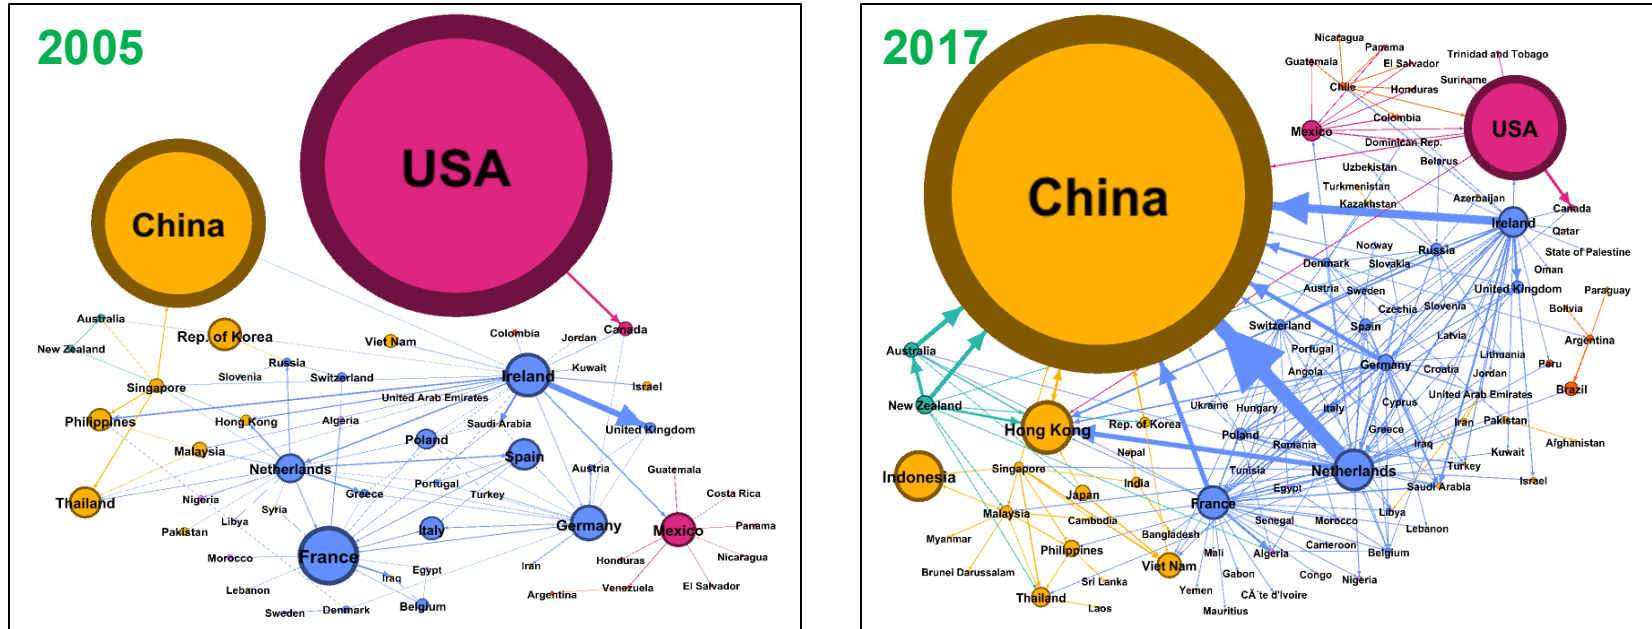 2005
USA
China
Australia
Rep. of Korea
Viet Nam
Colombia
Jordan
Canada
New Zealand
Russia
Slovenia
Switzerland
Ireland
Kuwait
Israel
Singapore
United Arab Emirates
Philippines
Hong Kong
Algeria
Saudi Arabia
United Kingdom
Poland
Malaysia
Spain
Netherlands
Austria
Guatemala
Portugal
Turkey
Greece
Costa Rica
Nigeria
Thailand
Syria
Libya
Germany
Mexico
Panama
Pakistan
Italy
France
Morocco
Honduras
Nicaragua
Iran
Egypt
Iraq
Lebanon
Argentina
Venezuela
El Salvador
Sweden
Denmark
Belgium
2017
Nicaragua
Panama
Trinidad and Tobago
Guatemala
El Salvador
Suriname
Chile
Honduras
Colombia
USA
Mexico
Dominican Rep.
Belarus
Uzbekistan
Turkmenistan
China
Kazakhstan
Azerbaijan
Canada
Ireland
Qatar
Norway
Russia
State of Palestine
Denmark
Slovakia
Oman
Austria
Sweden
United Kingdom
Paraguay
Czechia
Slovenia
Bolivia
Switzerland
Spain
Latvia
Argentina
Australia
Portugal
Lithuania
Germany
Peru
Angola
Croatia
Jordan
Brazil
New Zealand
Ukraine
Hungary
Italy
Cyprus
United Arab Emirates
Hong Kong
Rep. of Korea
Poland
Romania
Greece
Iran
Pakistan
Iraq
Afghanistan
Nepal
Kuwait
Indonesia
Singapore
India
Tunisia
Netherlands
Turkey
Israel
Japan
Egypt
Saudi Arabia
France
Malaysia
Cambodia
Senegal
Morocco
Libya
Lebanon
Bangladesh
Myanmar
Philippines
Mali
Algeria
Cameroon
Belgium
Viet Nam
Brunei Darussalam
Sri Lanka
Gabon
Congo
Nigeria
Yemen
CÃ´te d'Ivoire
Thailand
Laos
Mauritius